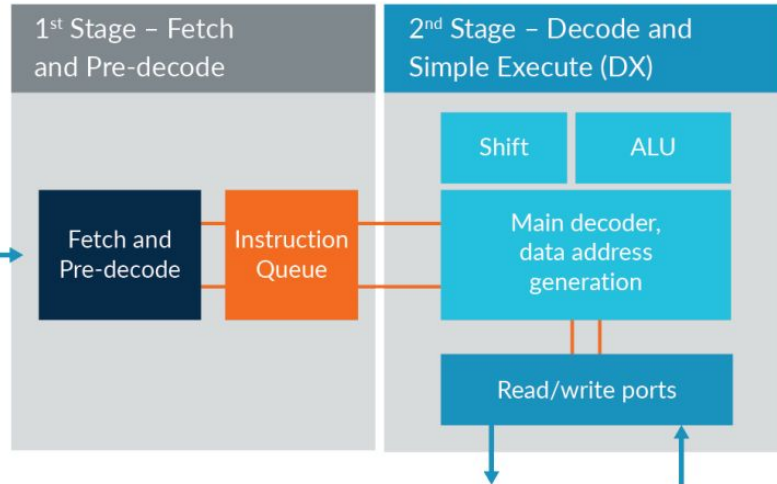 1st Stage – Fetch
and Pre-decode
2nd Stage – Decode and
Simple Execute (DX)
Shift
ALU
Fetch and
Pre-decode
Instruction
Queue
Main decoder,
data address
generation
Read/write ports